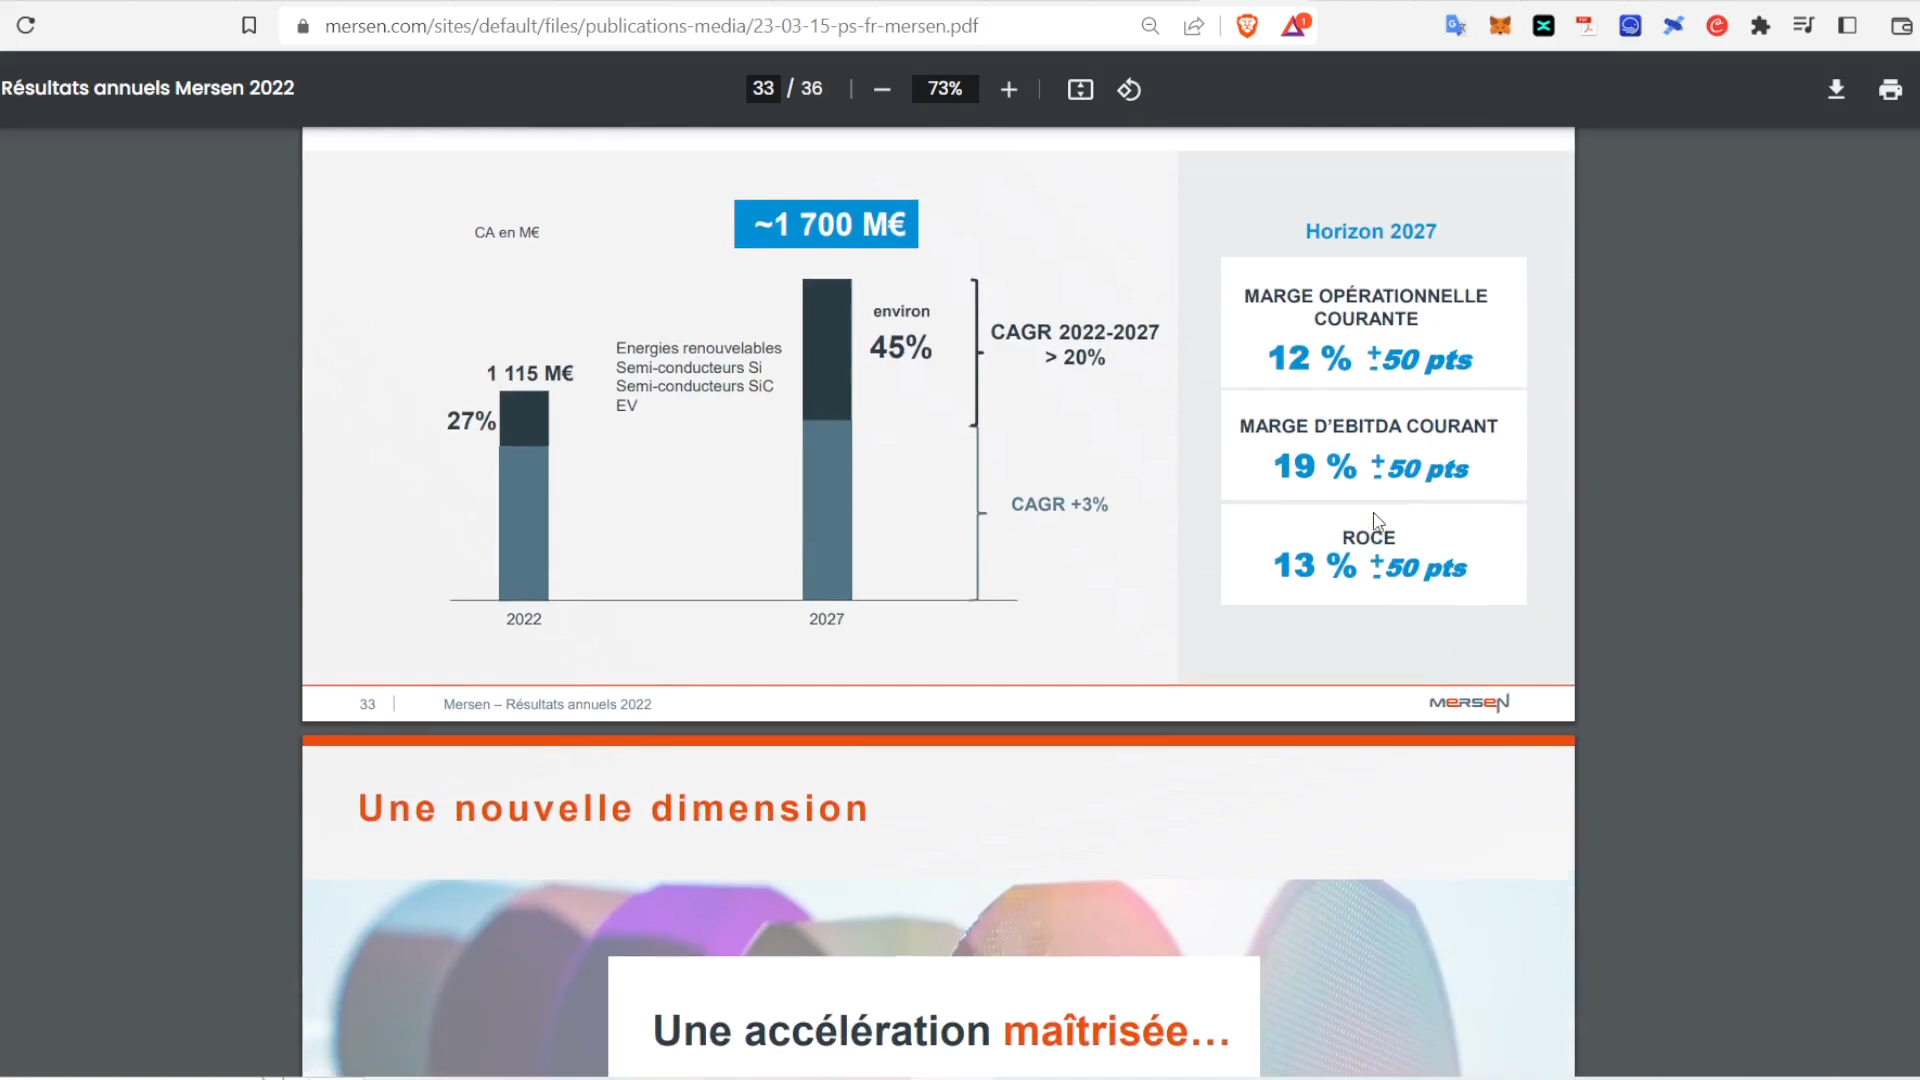 mersen.com/sites/default/files/publications-media/23-03-15-ps-fr-mersen.pdf
1
Résultats annuels Mersen 2022
33 / 36
73%
CA en M€
~1 700 M€
1 115 M€
27%
Energies renouvelables
Semi-conducteurs Si
Semi-conducteurs SiC
EV
environ
45%
CAGR 2022-2027
> 20%
CAGR +3%
2022
2027
Horizon 2027
MARGE OPÉRATIONNELLE
COURANTE
12 % ±50 pts
MARGE D'EBITDA COURANT
19 % ±50 pts
ROCE
13 % ±50 pts
33
Mersen – Résultats annuels 2022
MERSEN
Une nouvelle dimension
Une accélération maîtrisée...